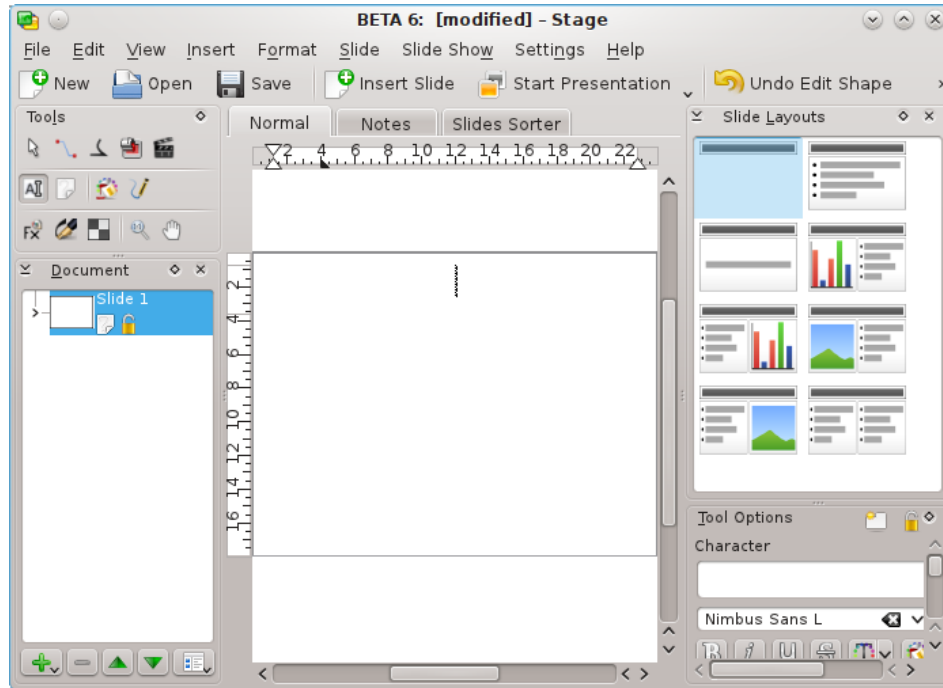 BETA 6: [modified] – Stage
File Edit View Insert Format Slide Slide Show Settings Help
New Open Save Insert Slide Start Presentation Undo Edit Shape
Tools
Normal Notes Slides Sorter
Slide Layouts
2 4 6 8 10 12 14 16 18 20 22
Document
Slide 1
2 4 6 8 10 12 14 16
Tool Options
Character
Nimbus Sans L
B I U S T